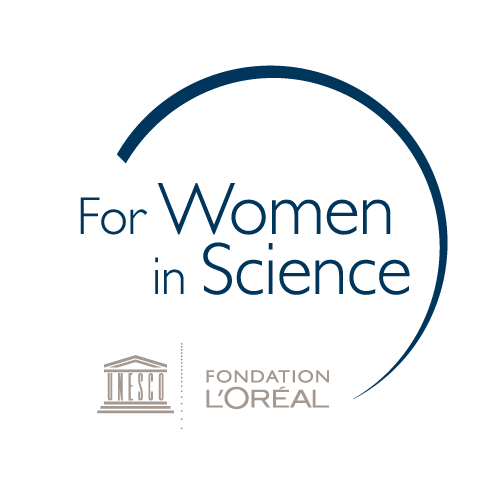 For Women
in Science
UNESCO
FONDATION
L'ORÉAL